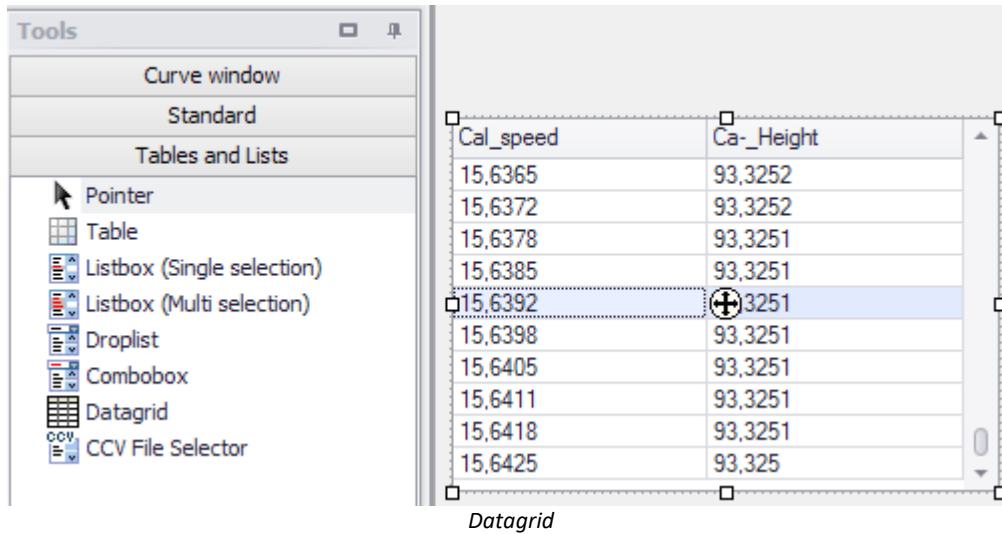 Tools
Curve window
Standard
Tables and Lists
Pointer
Table
Listbox (Single selection)
Listbox (Multi selection)
Droplist
Combobox
Datagrid
CCV File Selector
Cal_speed Ca-_Height
15,6365 93,3252
15,6372 93,3252
15,6378 93,3251
15,6385 93,3251
15,6392 3251
15,6398 93,3251
15,6405 93,3251
15,6411 93,3251
15,6418 93,3251
15,6425 93,325
Datagrid